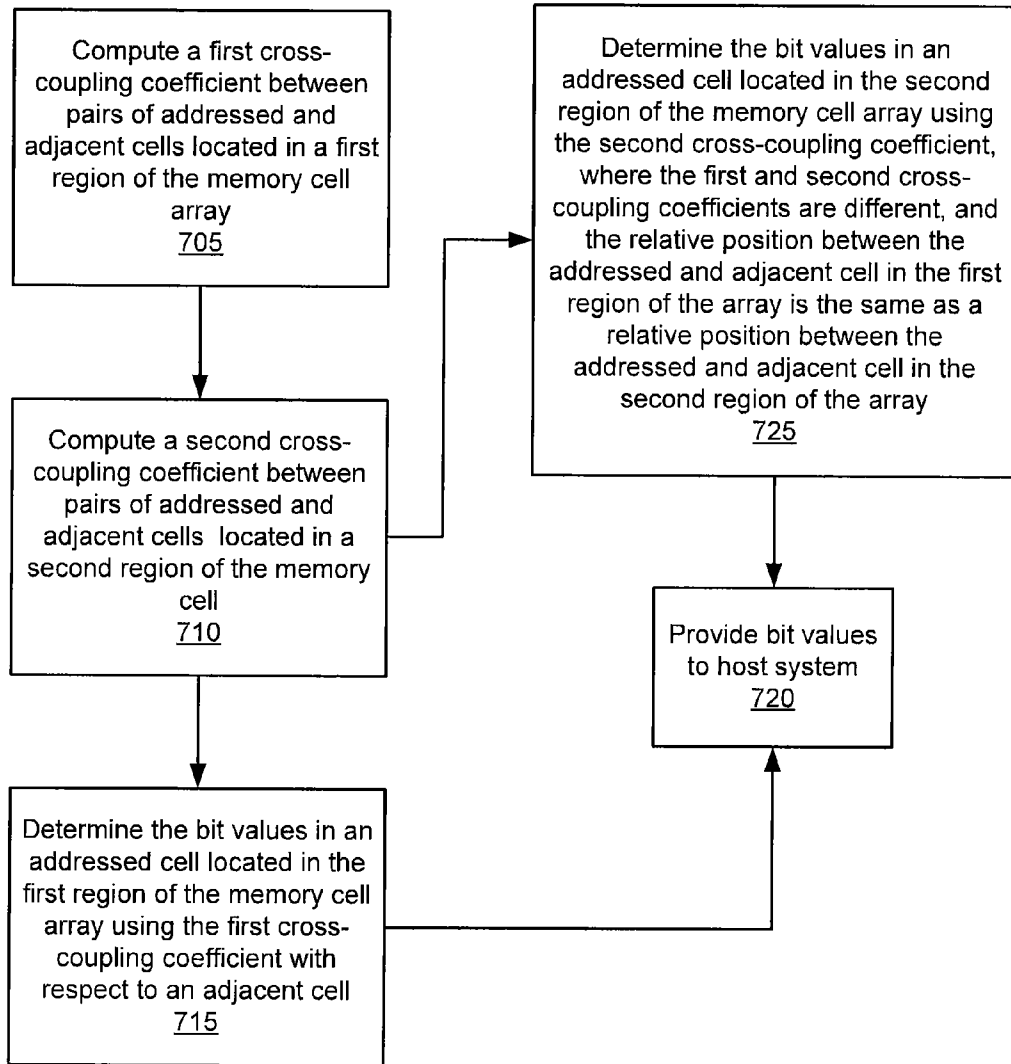 Compute a first cross-
coupling coefficient between
pairs of addressed and
adjacent cells located in a first
region of the memory cell
array
705
Compute a second cross-
coupling coefficient between
pairs of addressed and
adjacent cells located in a
second region of the memory
cell
710
Determine the bit values in an
addressed cell located in the
first region of the memory cell
array using the first cross-
coupling coefficient with
respect to an adjacent cell
715
Determine the bit values in an
addressed cell located in the second
region of the memory cell array using
the second cross-coupling coefficient,
where the first and second cross-
coupling coefficients are different, and
the relative position between the
addressed and adjacent cell in the first
region of the array is the same as a
relative position between the
addressed and adjacent cell in the
second region of the array
725
Provide bit values
to host system
720